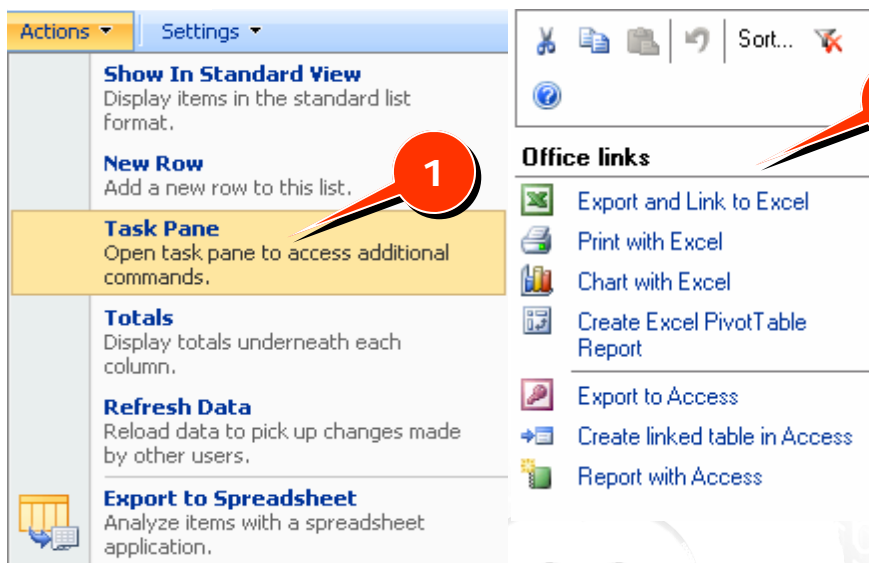 Actions Settings
Show In Standard View
Display items in the standard list
format.
New Row
Add a new row to this list.
1
Task Pane
Open task pane to access additional
commands.
Totals
Display totals underneath each
column.
Refresh Data
Reload data to pick up changes made
by other users.
Export to Spreadsheet
Analyze items with a spreadsheet
application.
Sort...
Office links
Export and Link to Excel
Print with Excel
Chart with Excel
Create Excel PivotTable
Report
Export to Access
Create linked table in Access
Report with Access